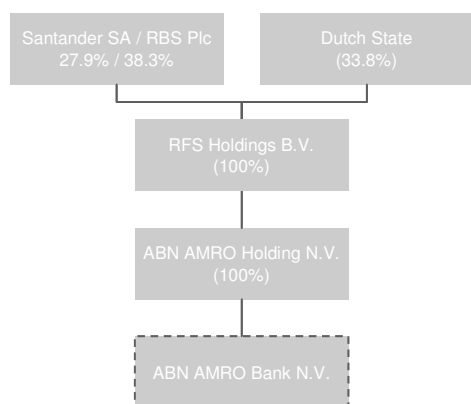 Santander SA / RBS Plc
27.9% / 38.3%
Dutch State
(33.8%)
RFS Holdings B.V.
(100%)
ABN AMRO Holding N.V.
(100%)
ABN AMRO Bank N.V.